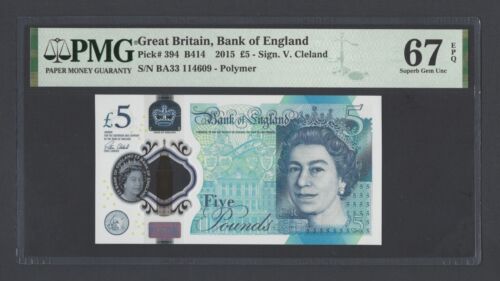 PMG
PAPER MONEY GUARANTY
Great Britain, Bank of England
Pick# 394 B414 2015 £5 - Sign. V. Cleland
S/N BA33 114609 - Polymer
67 EPQ
Superb Gem Unc
£5
Bank of England
5
Five
Pounds
5